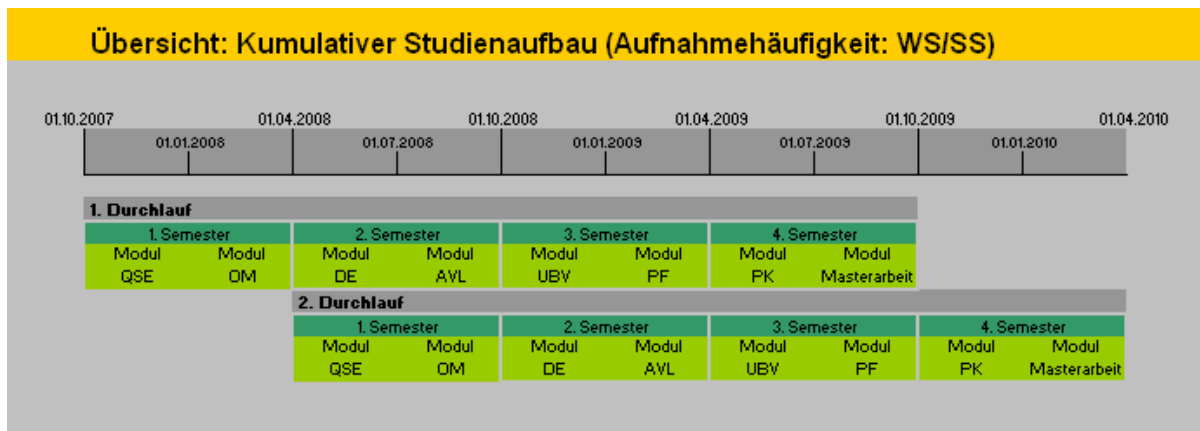 Übersicht: Kumulativer Studienaufbau (Aufnahmehäufigkeit: WS/SS)
01.10.2007 01.04.2008 01.10.2008 01.04.2009 01.10.2009 01.04.2010
01.01.2008 01.07.2008 01.01.2009 01.07.2009 01.01.2010
1. Durchlauf
1. Semester 2. Semester 3. Semester 4. Semester
Modul Modul Modul Modul Modul Modul Modul Modul
QSE OM DE AVL UBV PF PK Masterarbeit
2. Durchlauf
1. Semester 2. Semester 3. Semester 4. Semester
Modul Modul Modul Modul Modul Modul Modul Modul
QSE OM DE AVL UBV PF PK Masterarbeit